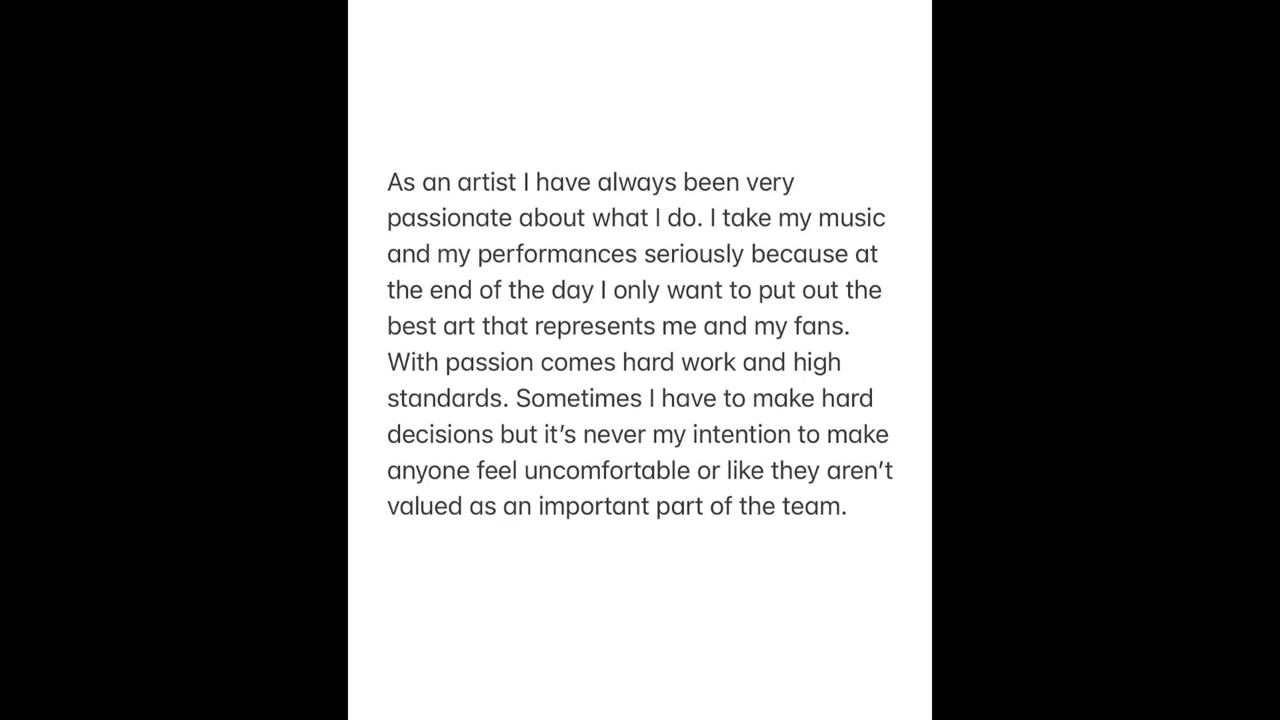 As an artist I have always been very
passionate about what I do. I take my music
and my performances seriously because at
the end of the day I only want to put out the
best art that represents me and my fans.
With passion comes hard work and high
standards. Sometimes I have to make hard
decisions but it’s never my intention to make
anyone feel uncomfortable or like they aren’t
valued as an important part of the team.